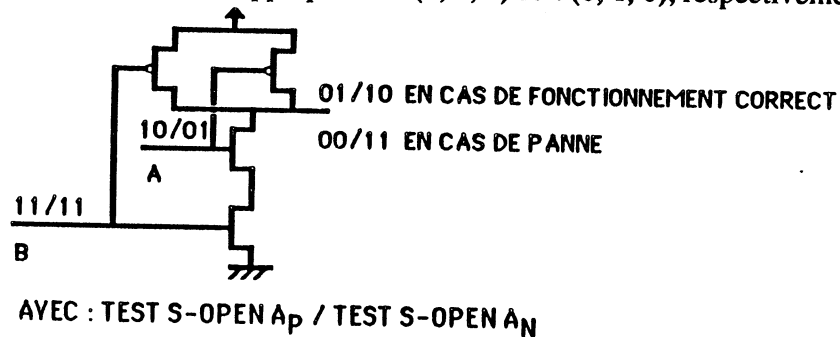 01/10 EN CAS DE FONCTIONNEMENT CORRECT
10/01
00/11 EN CAS DE PANNE
A
11/11
B
AVEC : TEST S-OPEN Ap / TEST S-OPEN AN